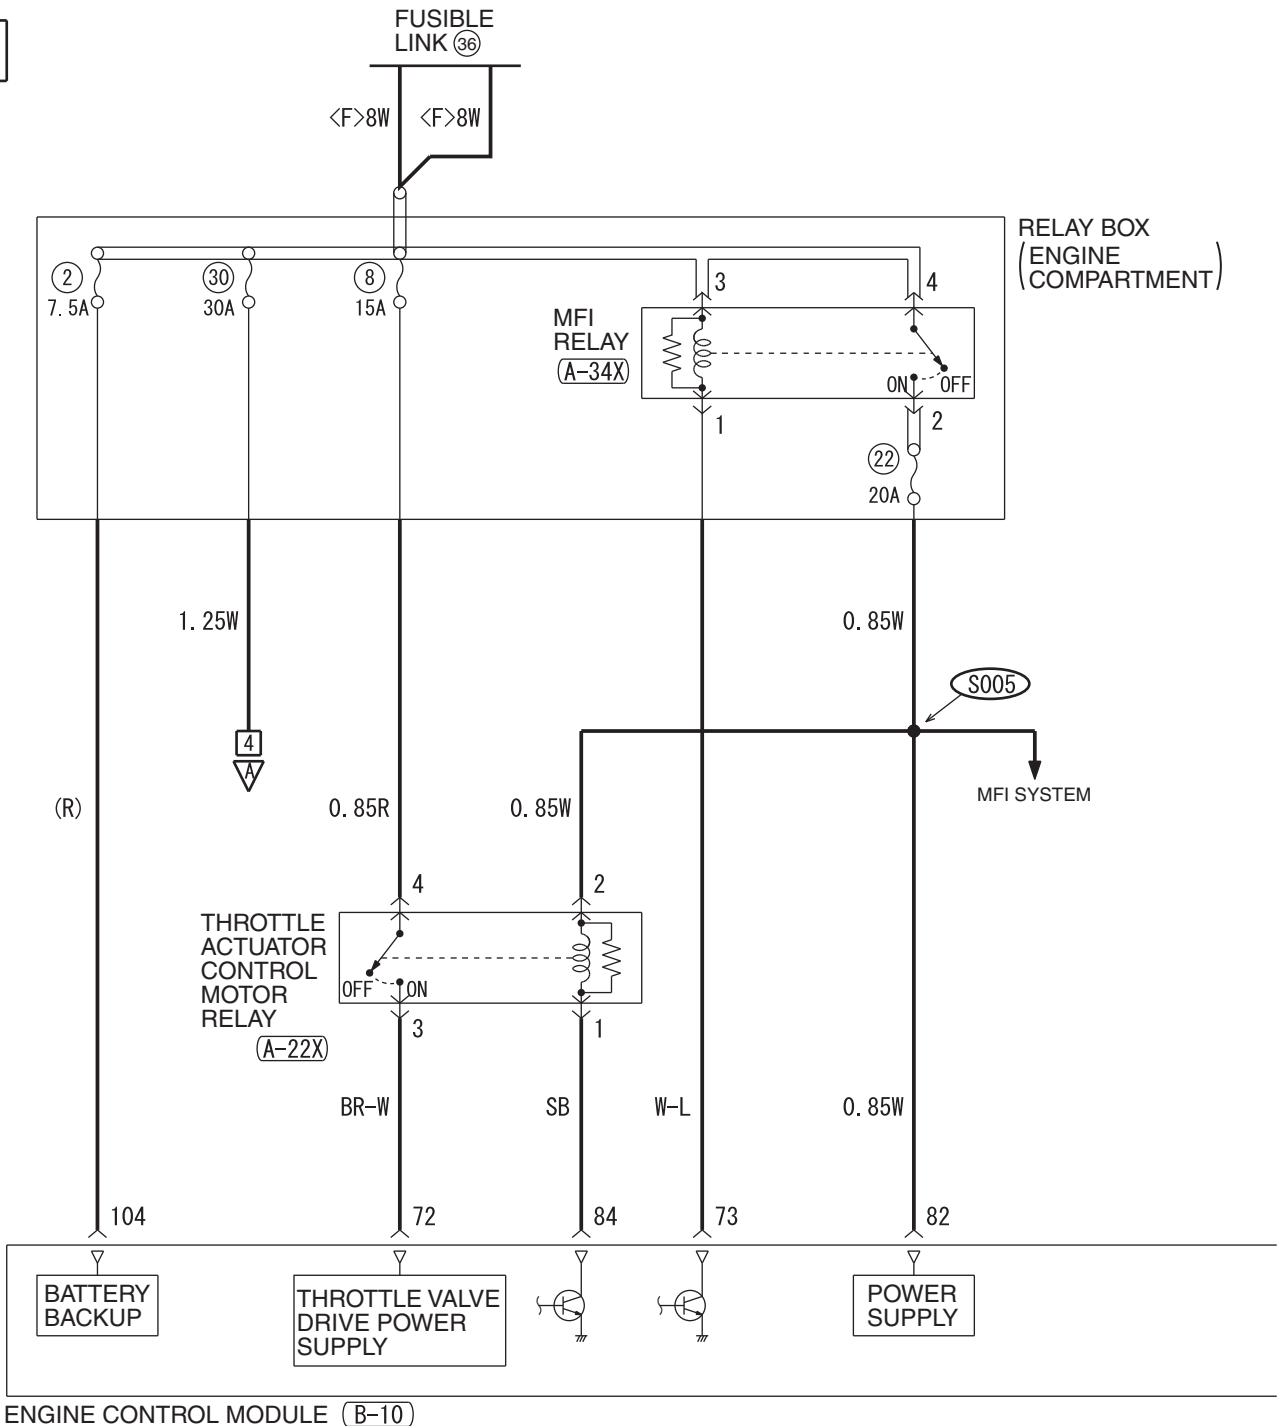 FUSIBLE
LINK 36
<F>8W <F>8W
RELAY BOX
(ENGINE
COMPARTMENT)
2
7.5A
30
30A
8
15A
3
4
MFI
RELAY
A-34X
ON OFF
1
2
22
20A
1.25W
0.85W
S005
4
A
MFI SYSTEM
(R)
0.85R
0.85W
4
2
THROTTLE
ACTUATOR
CONTROL
MOTOR
RELAY
A-22X
OFF ON
3
1
BR-W
SB
W-L
0.85W
104
72
84
73
82
BATTERY
BACKUP
THROTTLE VALVE
DRIVE POWER
SUPPLY
POWER
SUPPLY
ENGINE CONTROL MODULE B-10